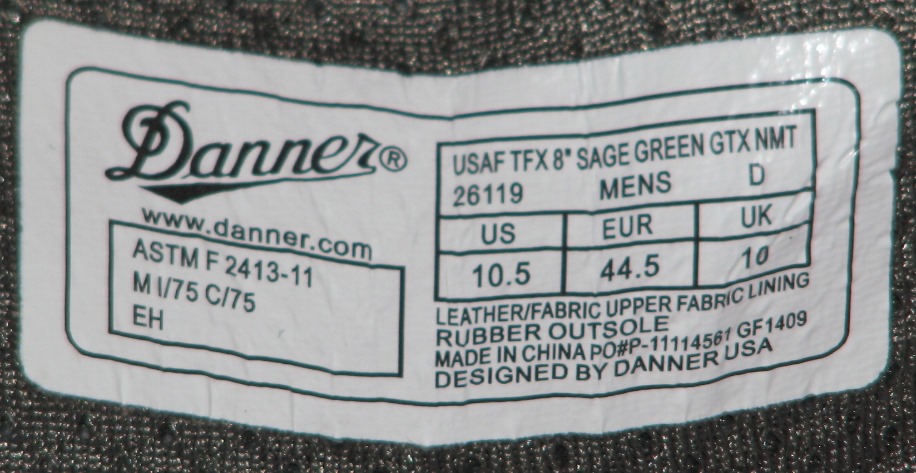 Danner®
www.danner.com
ASTM F 2413-11
M I/75 C/75
EH
USAF TFX 8" SAGE GREEN GTX NMT
26119 MENS D
US EUR UK
10.5 44.5 10
LEATHER/FABRIC UPPER FABRIC LINING
RUBBER OUTSOLE
MADE IN CHINA PO#P-11114561 GF1409
DESIGNED BY DANNER USA